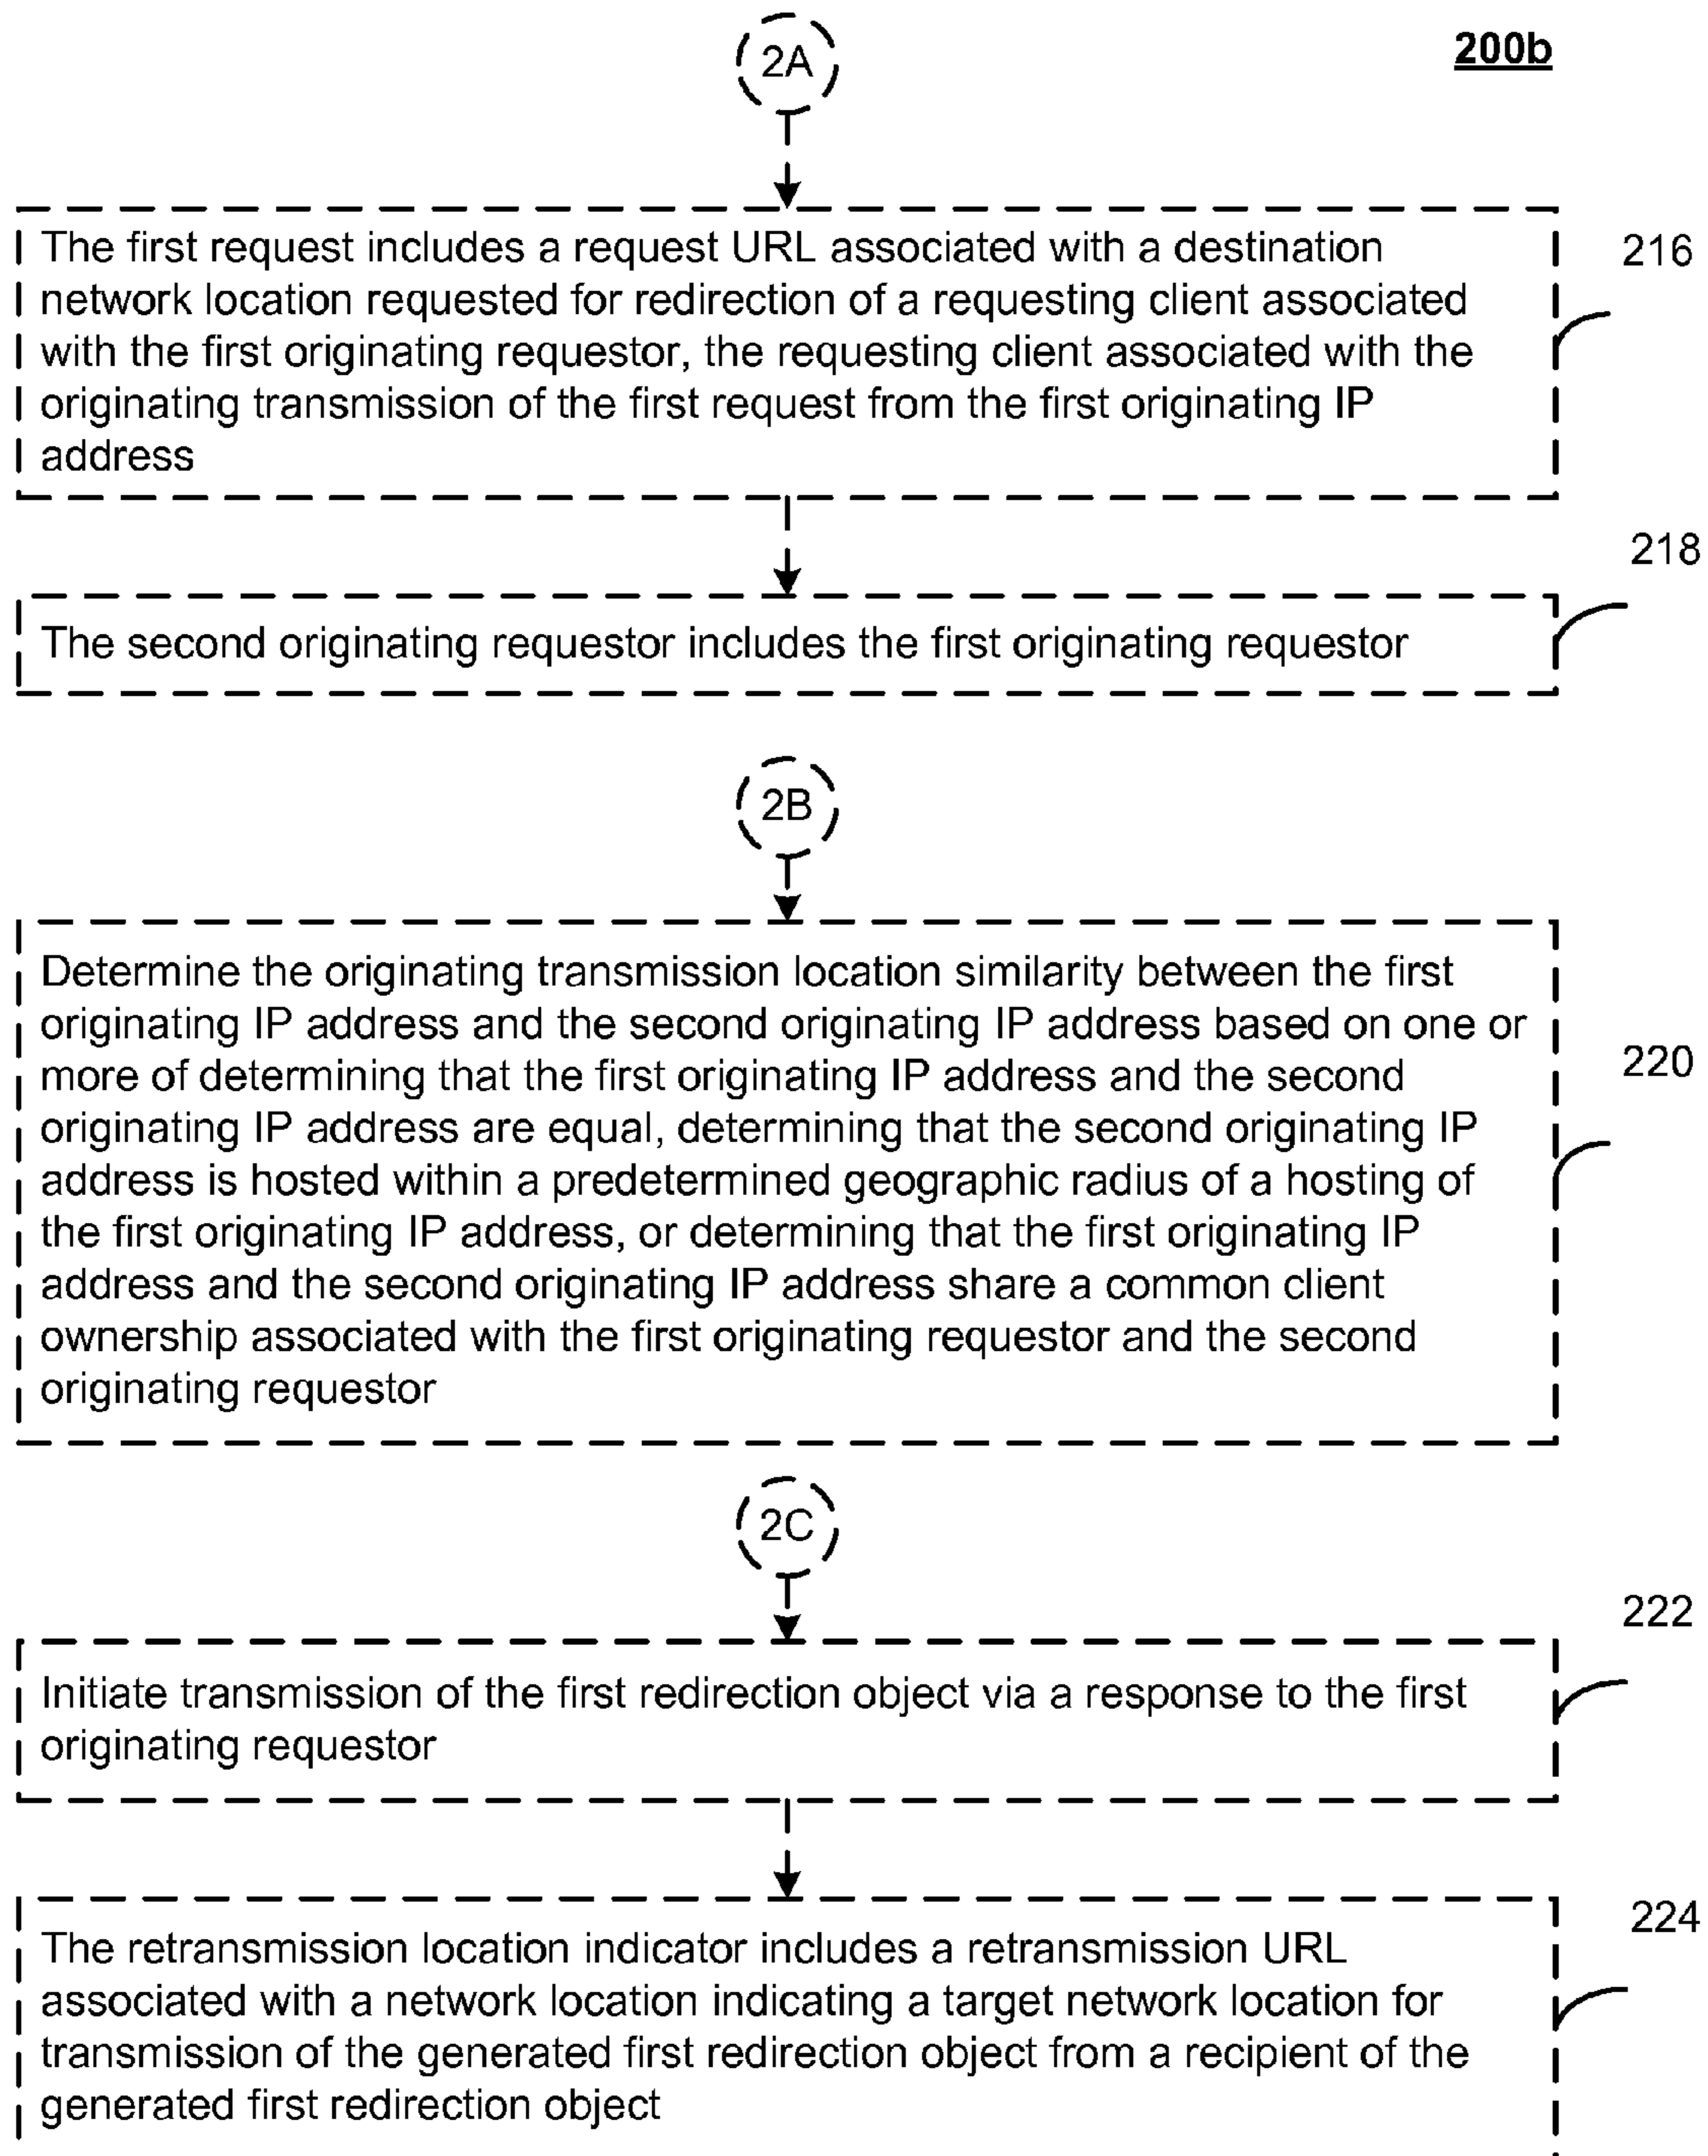 200b
2A
The first request includes a request URL associated with a destination
network location requested for redirection of a requesting client associated
with the first originating requestor, the requesting client associated with the
originating transmission of the first request from the first originating IP
address
216
218
The second originating requestor includes the first originating requestor
2B
Determine the originating transmission location similarity between the first
originating IP address and the second originating IP address based on one or
more of determining that the first originating IP address and the second
originating IP address are equal, determining that the second originating IP
address is hosted within a predetermined geographic radius of a hosting of
the first originating IP address, or determining that the first originating IP
address and the second originating IP address share a common client
ownership associated with the first originating requestor and the second
originating requestor
220
2C
222
Initiate transmission of the first redirection object via a response to the first
originating requestor
224
The retransmission location indicator includes a retransmission URL
associated with a network location indicating a target network location for
transmission of the generated first redirection object from a recipient of the
generated first redirection object